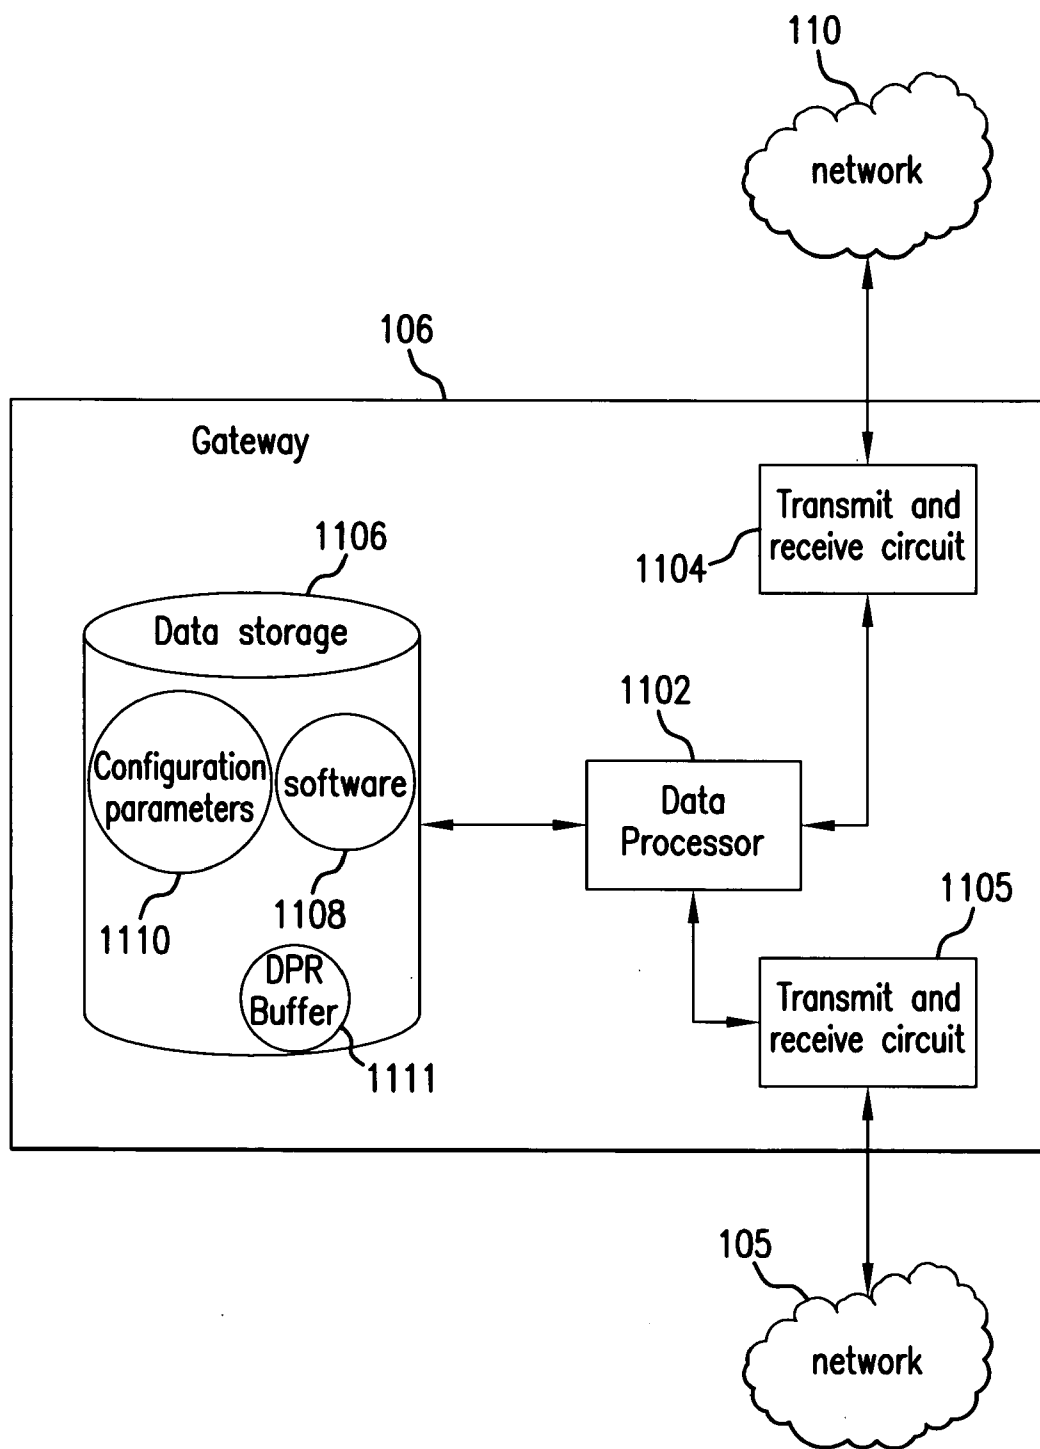 110
network
106
Gateway
Transmit and
receive circuit
1104
1106
Data storage
1102
Configuration
parameters
software
Data
Processor
1108
1110
1105
DPR
Buffer
Transmit and
receive circuit
1111
105
network